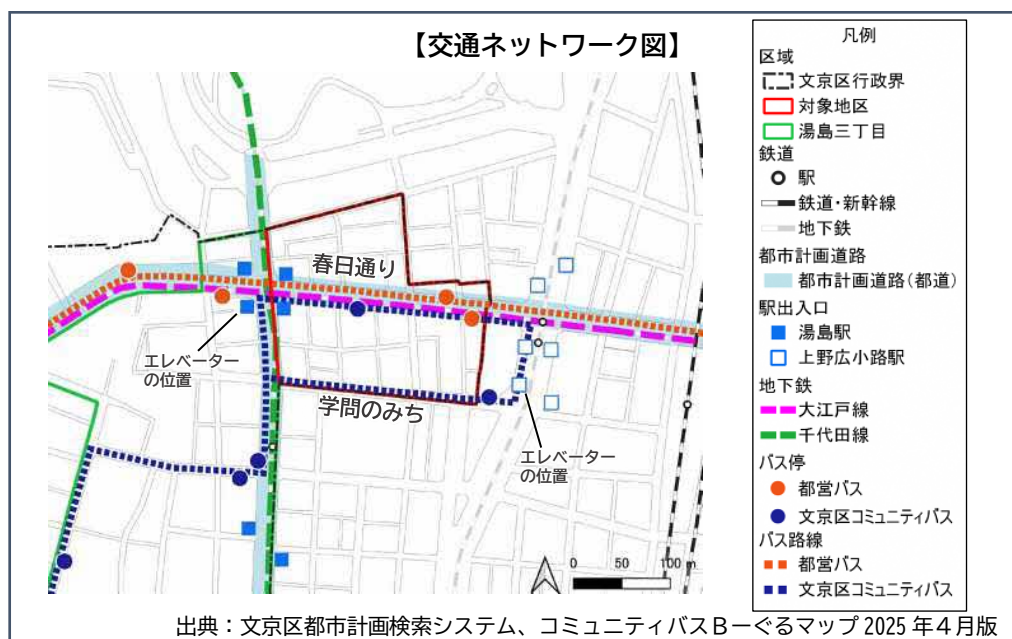 【交通ネットワーク図】
春日通り
エレベーター
の位置
学問のみち
エレベーター
の位置
0 50 100 m
凡例
区域
文京区行政界
対象地区
湯島三丁目
鉄道
駅
鉄道・新幹線
地下鉄
都市計画道路
都市計画道路(都道)
駅出入口
湯島駅
上野広小路駅
地下鉄
大江戸線
千代田線
バス停
都営バス
文京区コミュニティバス
バス路線
都営バス
文京区コミュニティバス
出典：文京区都市計画検索システム、コミュニティバスBーぐるマップ 2025 年４月版